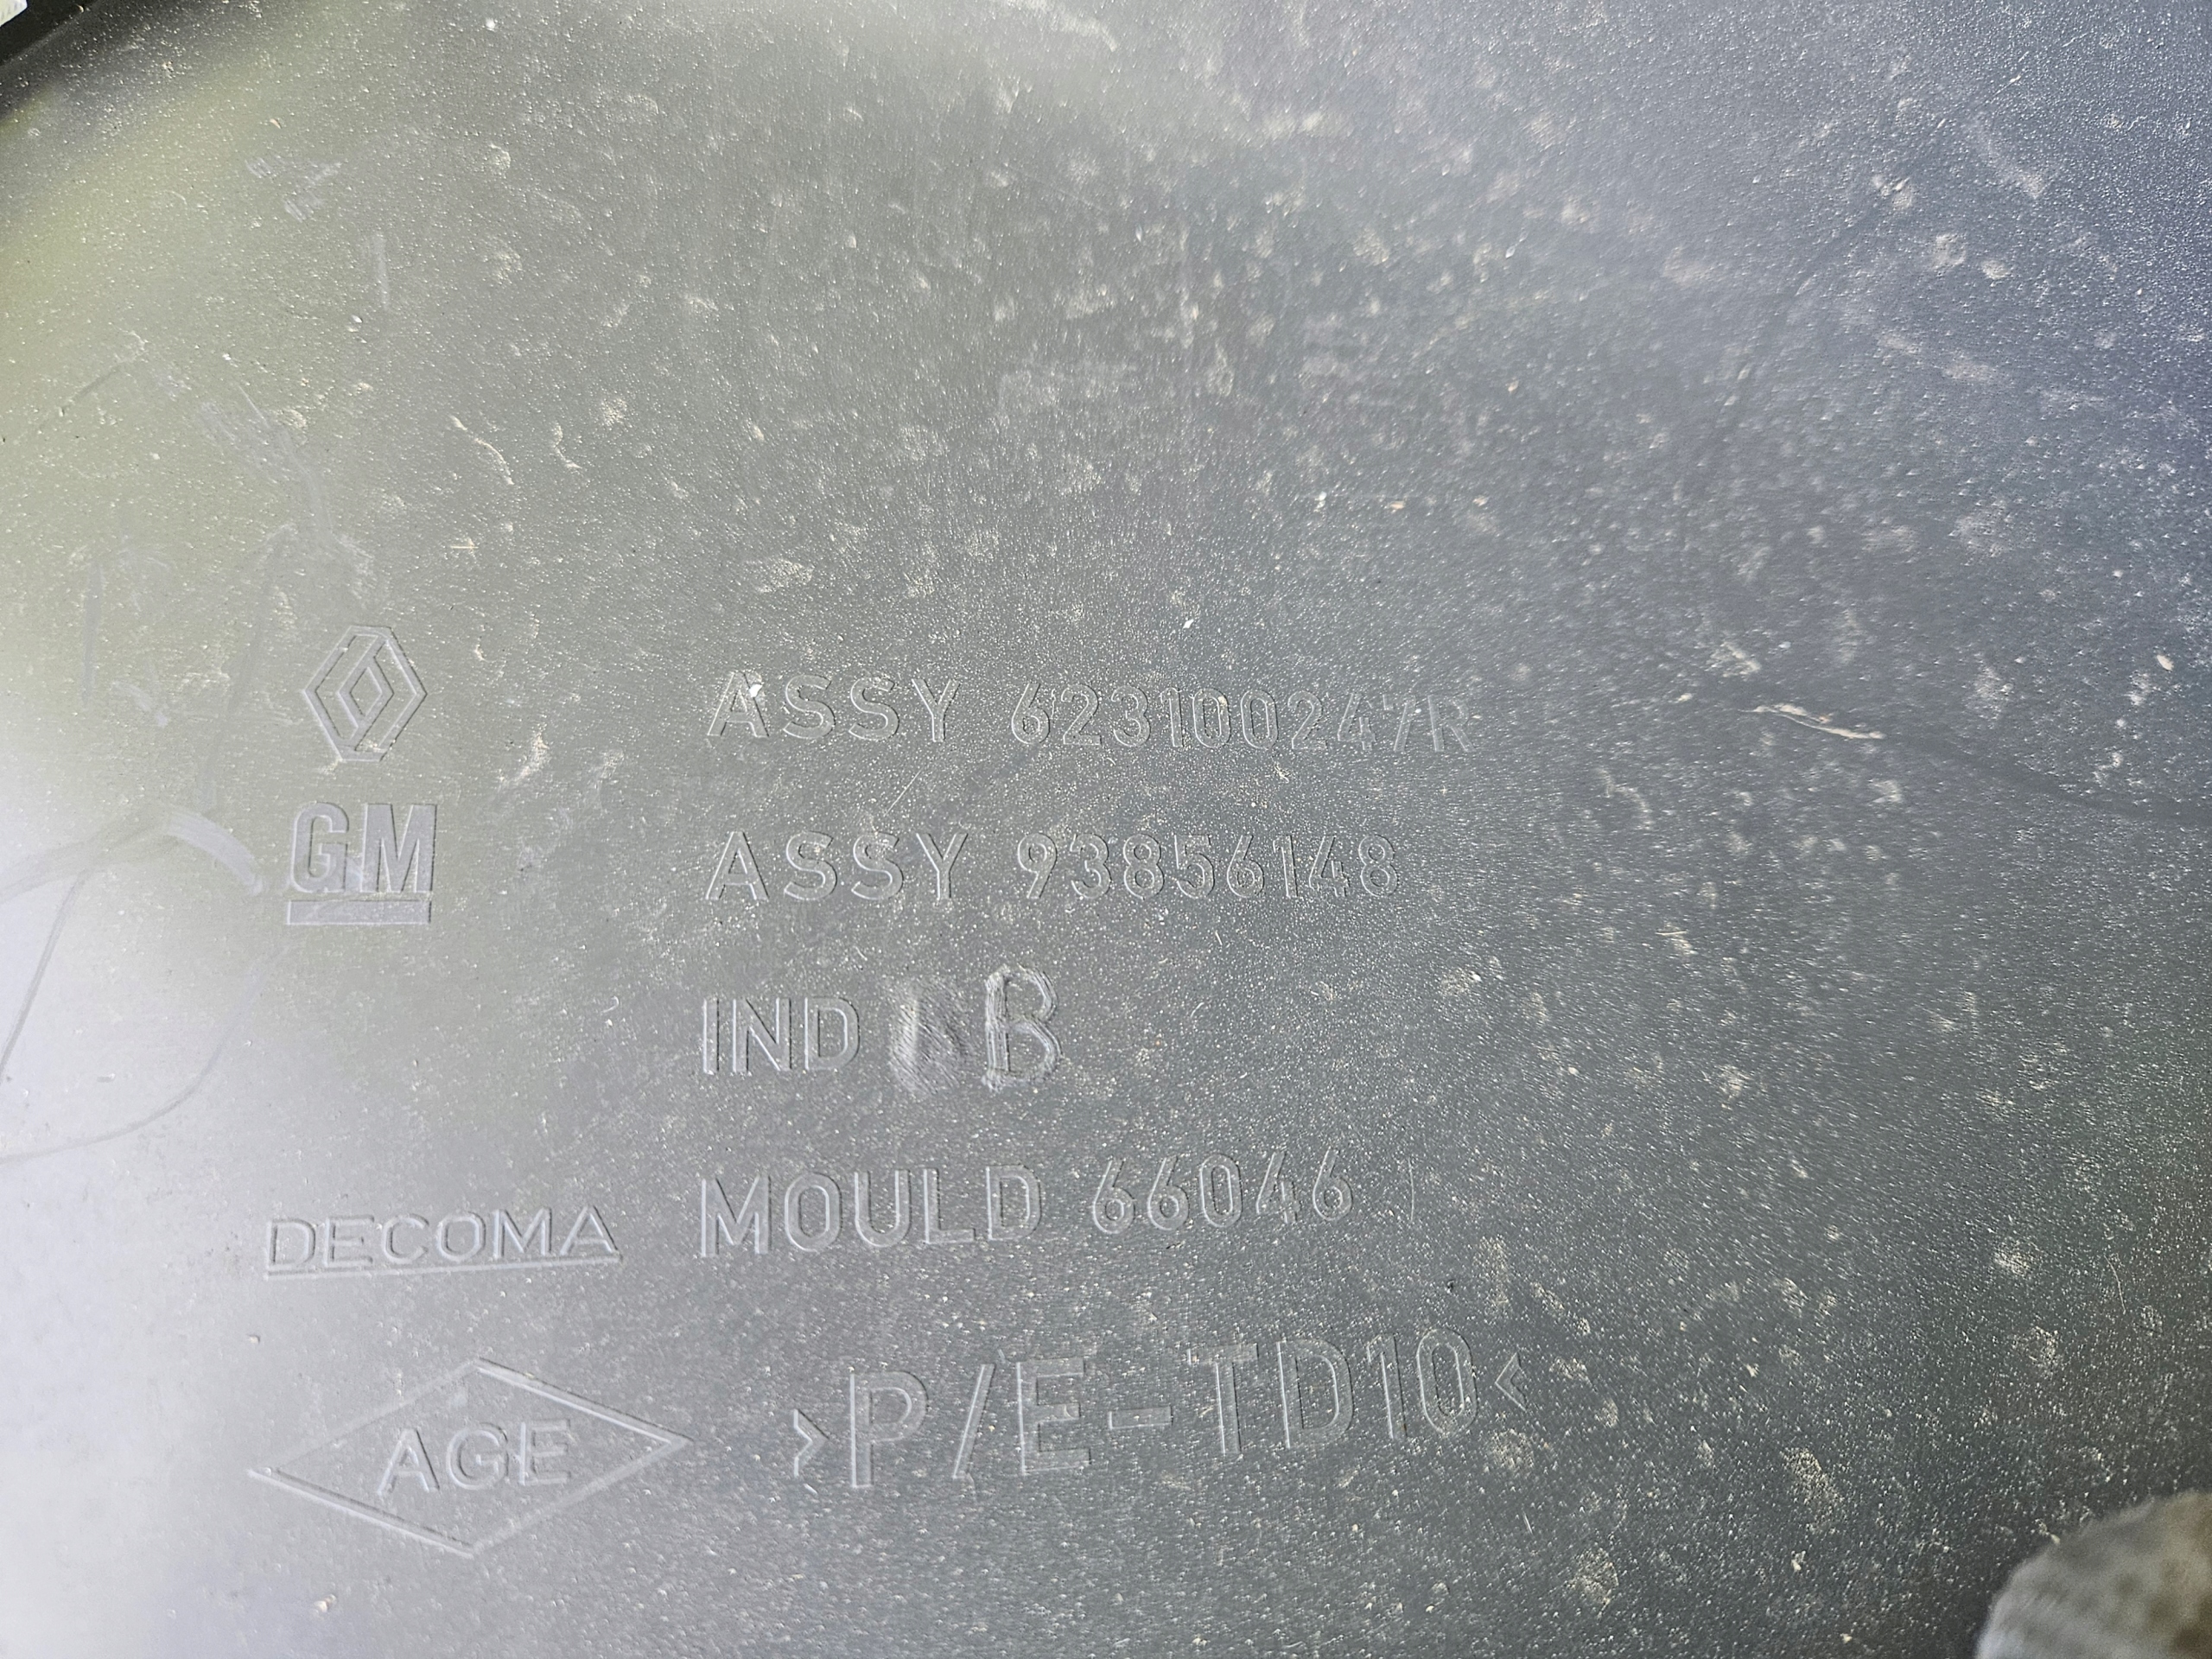 ASSY 623100247R
GM ASSY 93856148
IND B
DECOMA MOULD 66046
AGE >P/E-TD10<